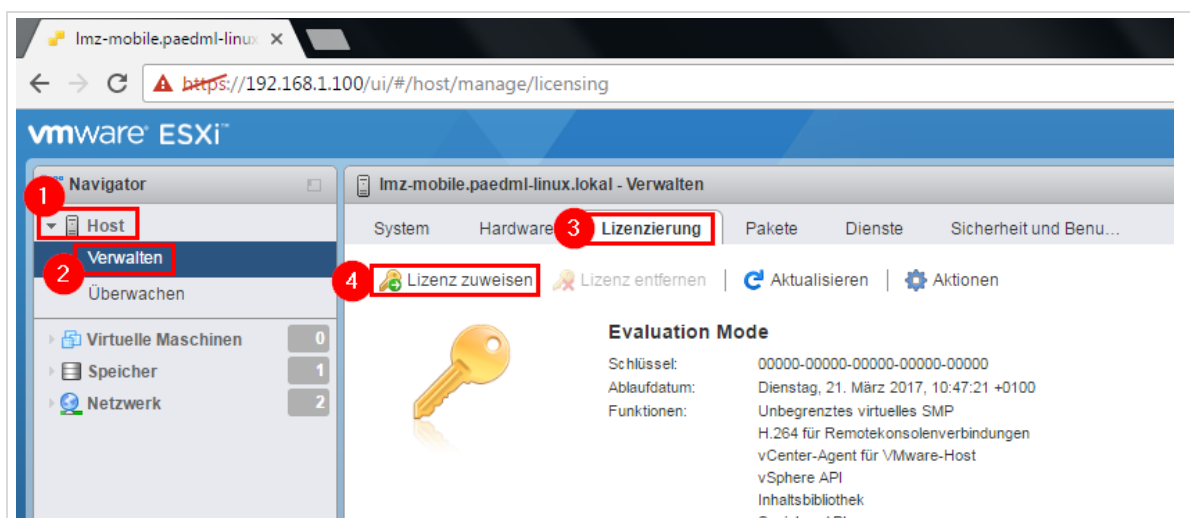 lmz-mobile.paedml-linux
https://192.168.1.100/ui/#/host/manage/licensing
vmware® ESXi™
Navigator
lmz-mobile.paedml-linux.lokal - Verwalten
1
Host
System Hardware 3 Lizenzierung Pakete Dienste Sicherheit und Benu...
Verwalten
2
4 Lizenz zuweisen Lizenz entfernen Aktualisieren Aktionen
Überwachen
Virtuelle Maschinen 0
Speicher 1
Netzwerk 2
Evaluation Mode
Schlüssel: 00000-00000-00000-00000-00000
Ablaufdatum: Dienstag, 21. März 2017, 10:47:21 +0100
Funktionen: Unbegrenztes virtuelles SMP
H.264 für Remotekonsolenverbindungen
vCenter-Agent für VMware-Host
vSphere API
Inhaltsbibliothek